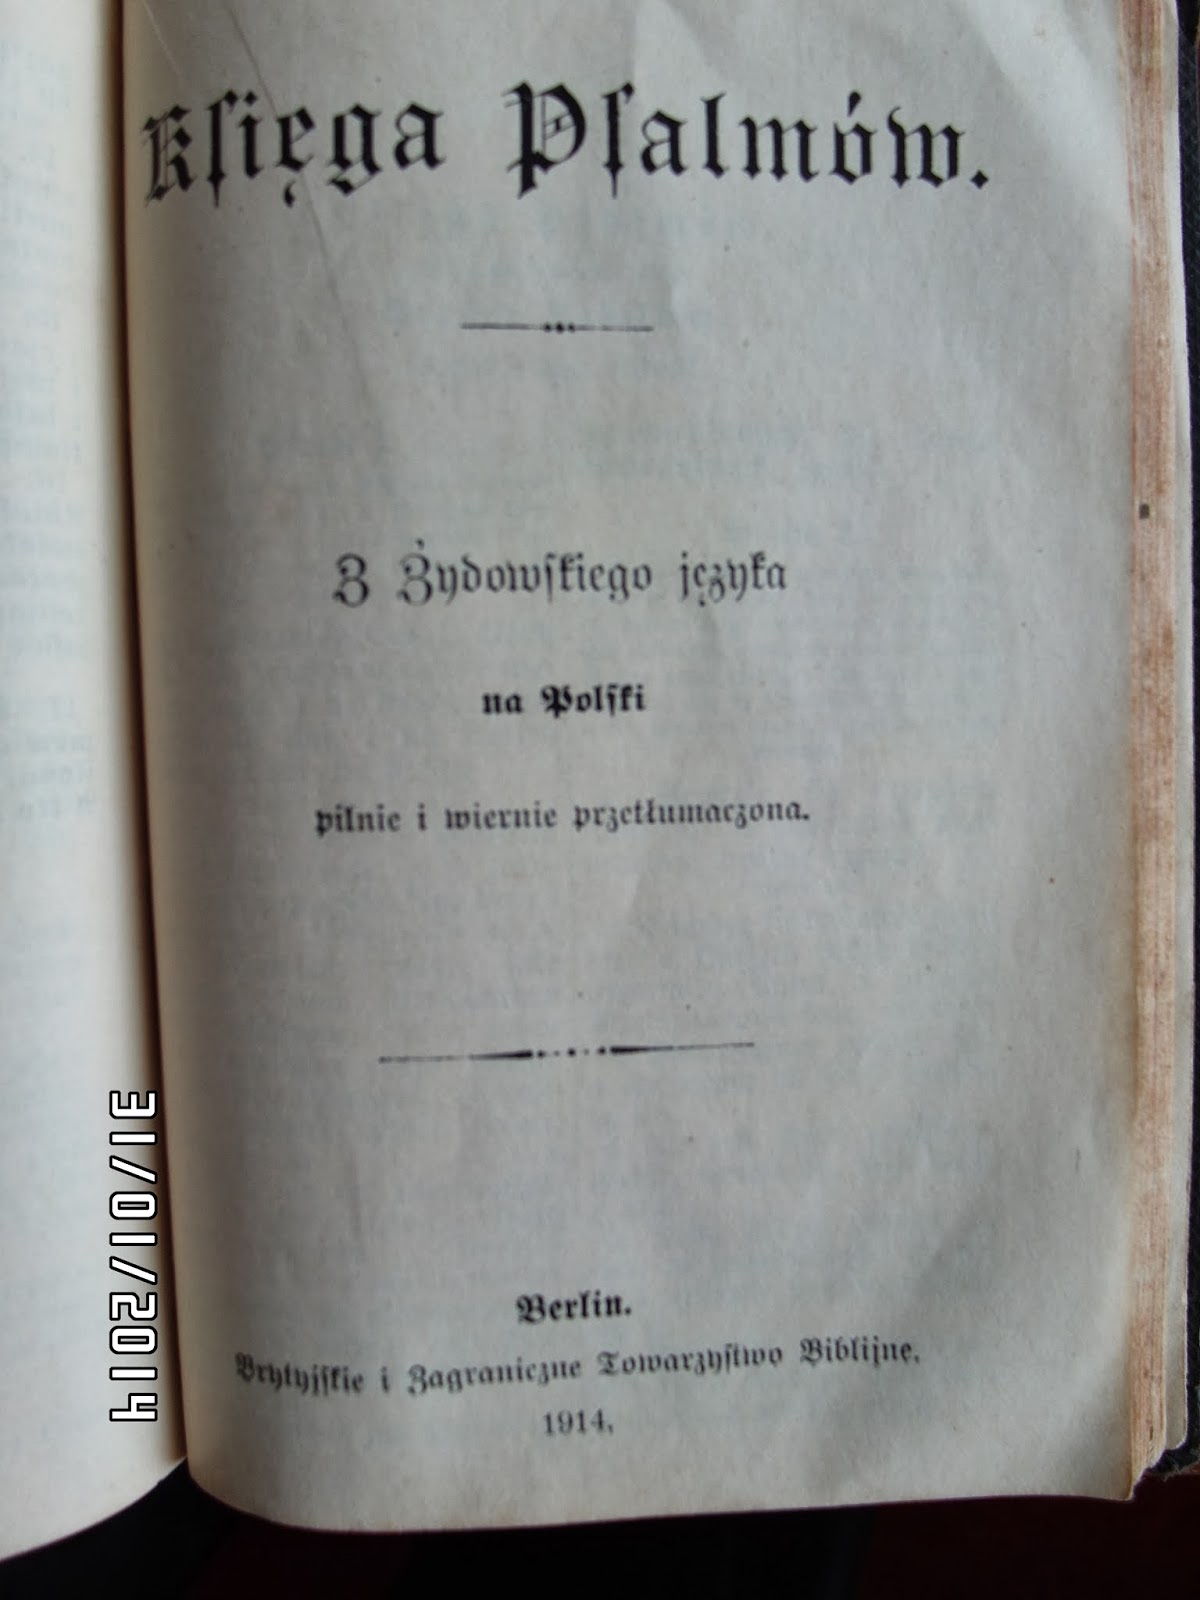 Księga Psalmów.
Z Żydowskiego języka
na Polski
pilnie i wiernie przetłumaczona.
Berlin.
Brytyjskie i Zagraniczne Towarzystwo Biblijne.
1914.
31/01/2014